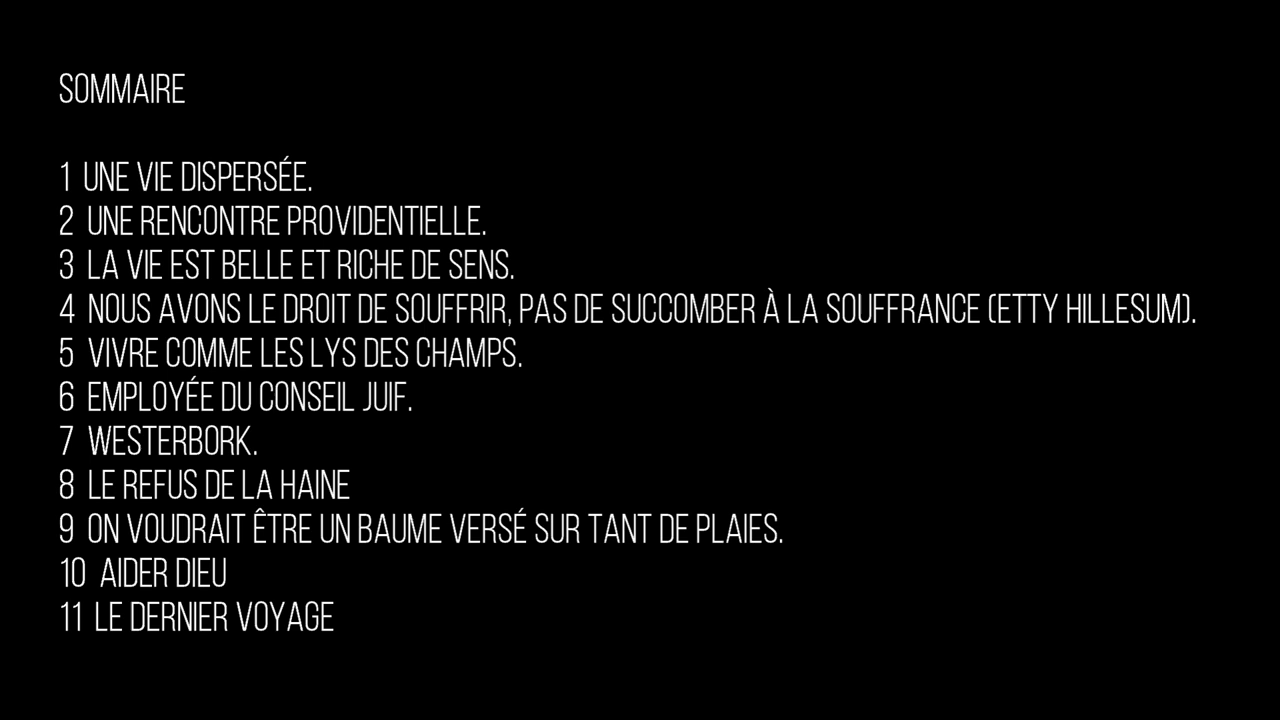 SOMMAIRE
1 UNE VIE DISPERSÉE.
2 UNE RENCONTRE PROVIDENTIELLE.
3 LA VIE EST BELLE ET RICHE DE SENS.
4 NOUS AVONS LE DROIT DE SOUFFRIR, PAS DE SUCCOMBER À LA SOUFFRANCE (ETTY HILLESUM).
5 VIVRE COMME LES LYS DES CHAMPS.
6 EMPLOYÉE DU CONSEIL JUIF.
7 WESTERBORK.
8 LE REFUS DE LA HAINE
9 ON VOUDRAIT ÊTRE UN BAUME VERSÉ SUR TANT DE PLAIES.
10 AIDER DIEU
11 LE DERNIER VOYAGE